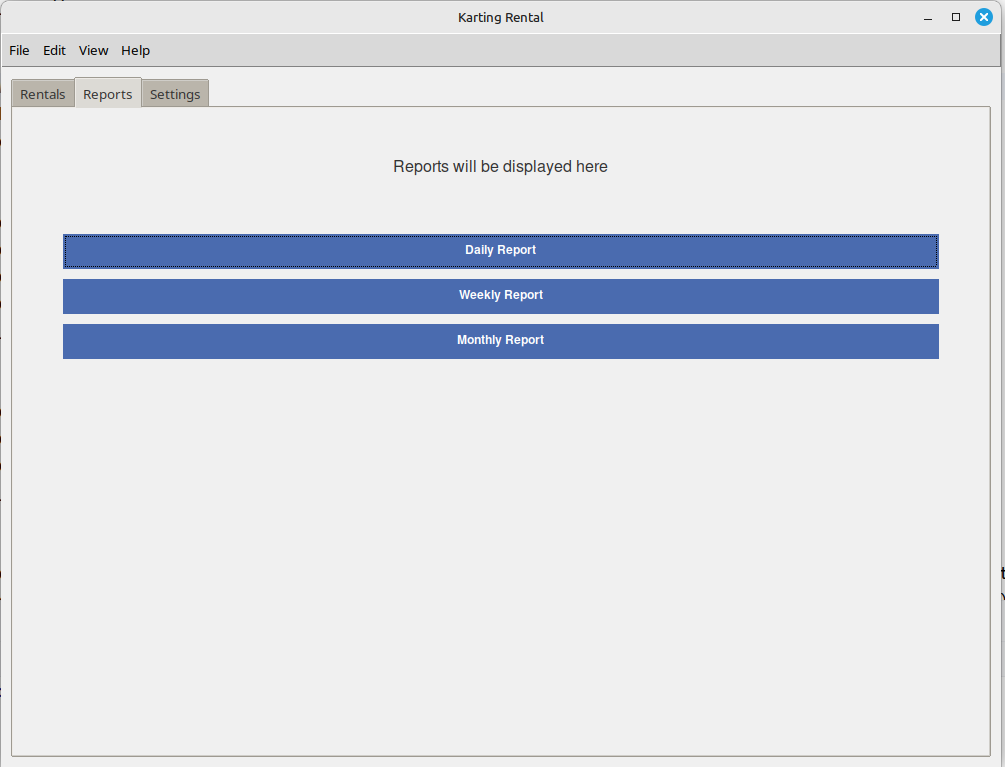 Karting Rental
File Edit View Help
Rentals Reports Settings
Reports will be displayed here
Daily Report
Weekly Report
Monthly Report